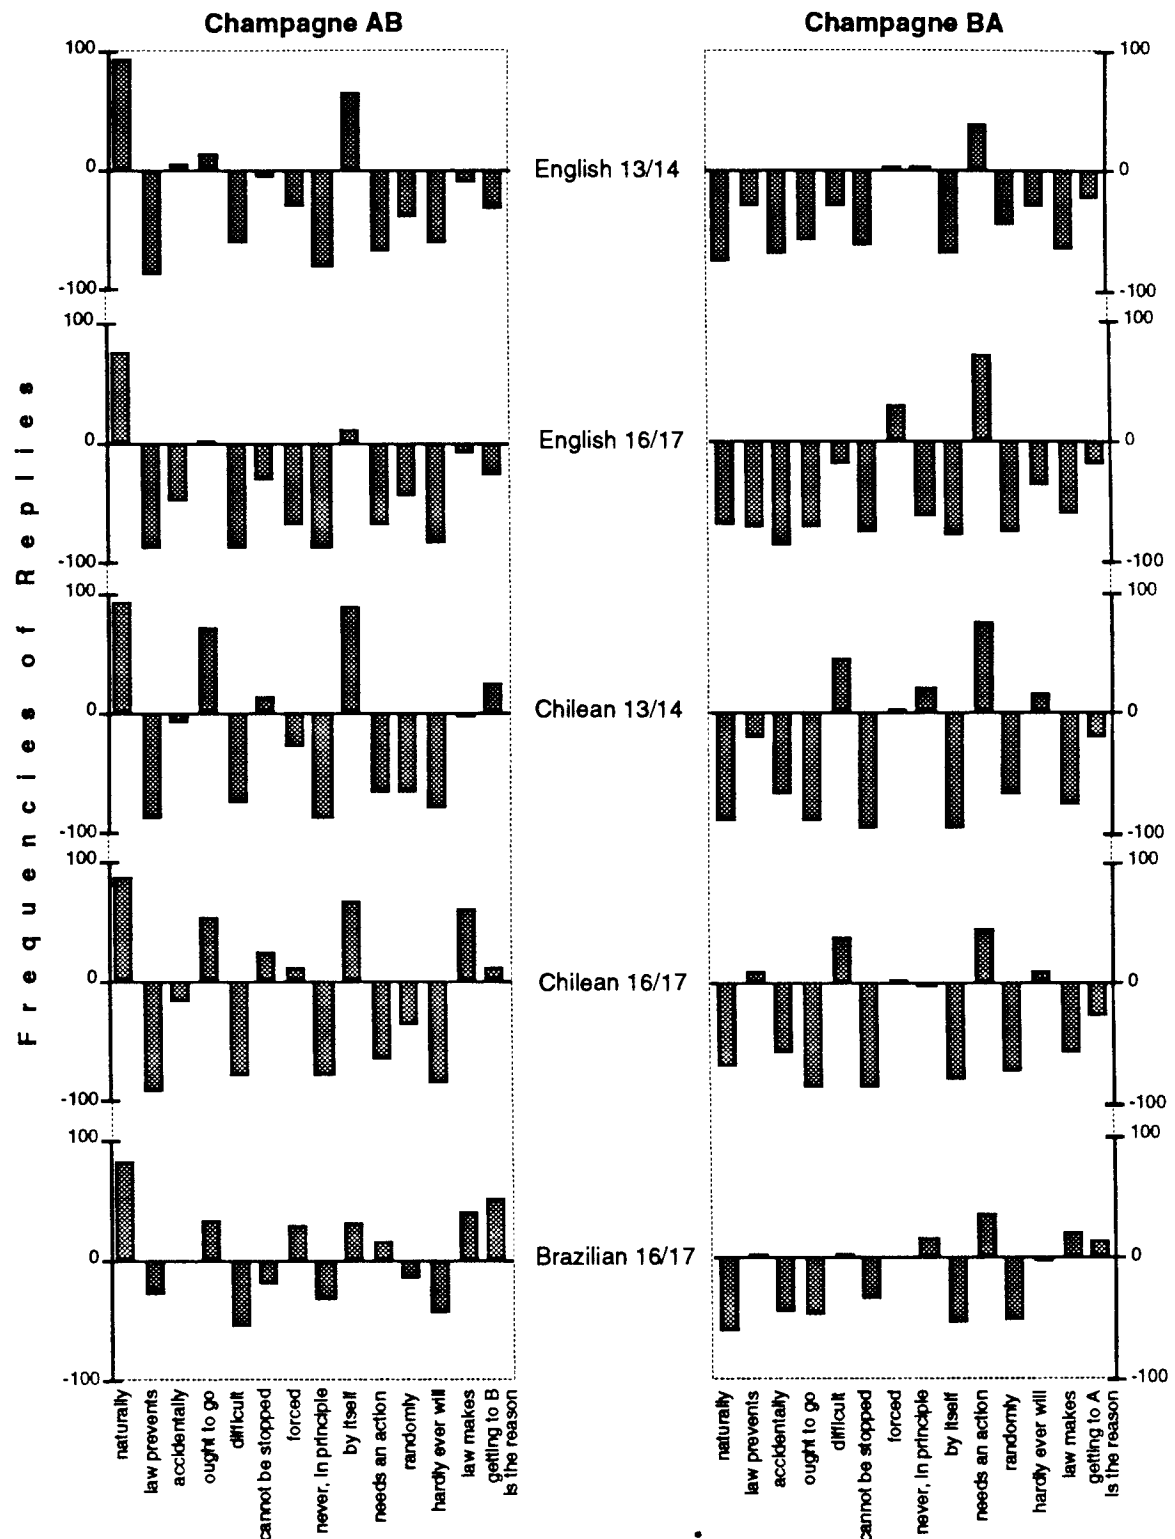 Champagne AB
Champagne BA
100
0
-100
English 13/14
100
0
-100
100
0
-100
English 16/17
100
0
-100
100
0
-100
Chilean 13/14
100
0
-100
100
0
-100
Chilean 16/17
100
0
-100
100
0
-100
Brazilian 16/17
100
0
-100
Frequencies of Replies
naturally
law prevents
accidentally
ought to go
difficult
cannot be stopped
forced
never, in principle
by itself
needs an action
randomly
hardly ever will
law makes
getting to B
is the reason
naturally
law prevents
accidentally
ought to go
difficult
cannot be stopped
forced
never, in principle
by itself
needs an action
randomly
hardly ever will
law makes
getting to A
is the reason